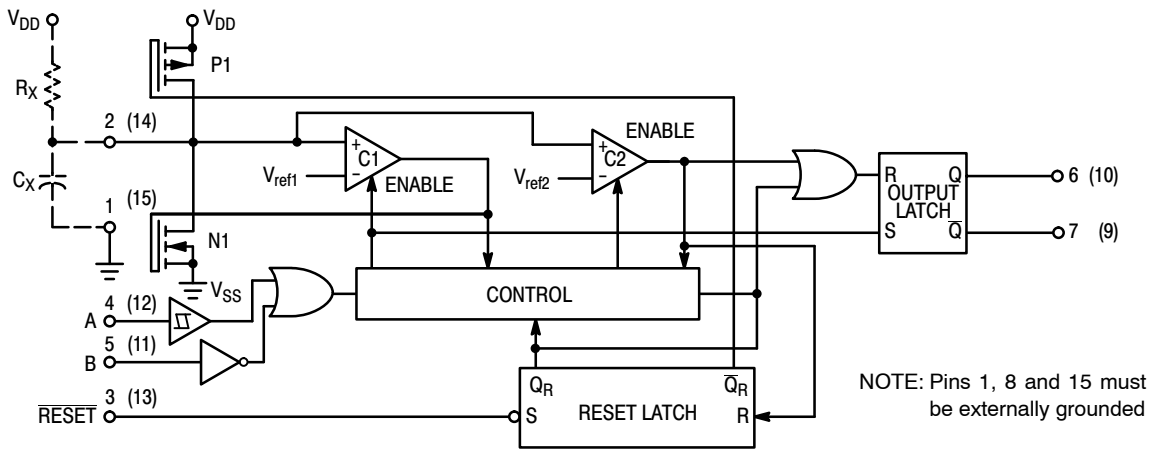 VDD
VDD
P1
RX
2 (14)
CX
1 (15)
+
C1
−
Vref1
ENABLE
+
C2
−
Vref2
ENABLE
R Q
OUTPUT
LATCH
S Q̅
6 (10)
7 (9)
N1
VSS
CONTROL
4 (12)
A
5 (11)
B
3 (13)
R̅E̅S̅E̅T̅
QR Q̅R
S RESET LATCH R
NOTE: Pins 1, 8 and 15 must
be externally grounded